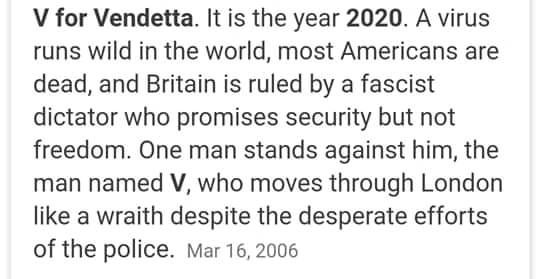 V for Vendetta. It is the year 2020. A virus
runs wild in the world, most Americans are
dead, and Britain is ruled by a fascist
dictator who promises security but not
freedom. One man stands against him, the
man named V, who moves through London
like a wraith despite the desperate efforts
of the police. Mar 16, 2006